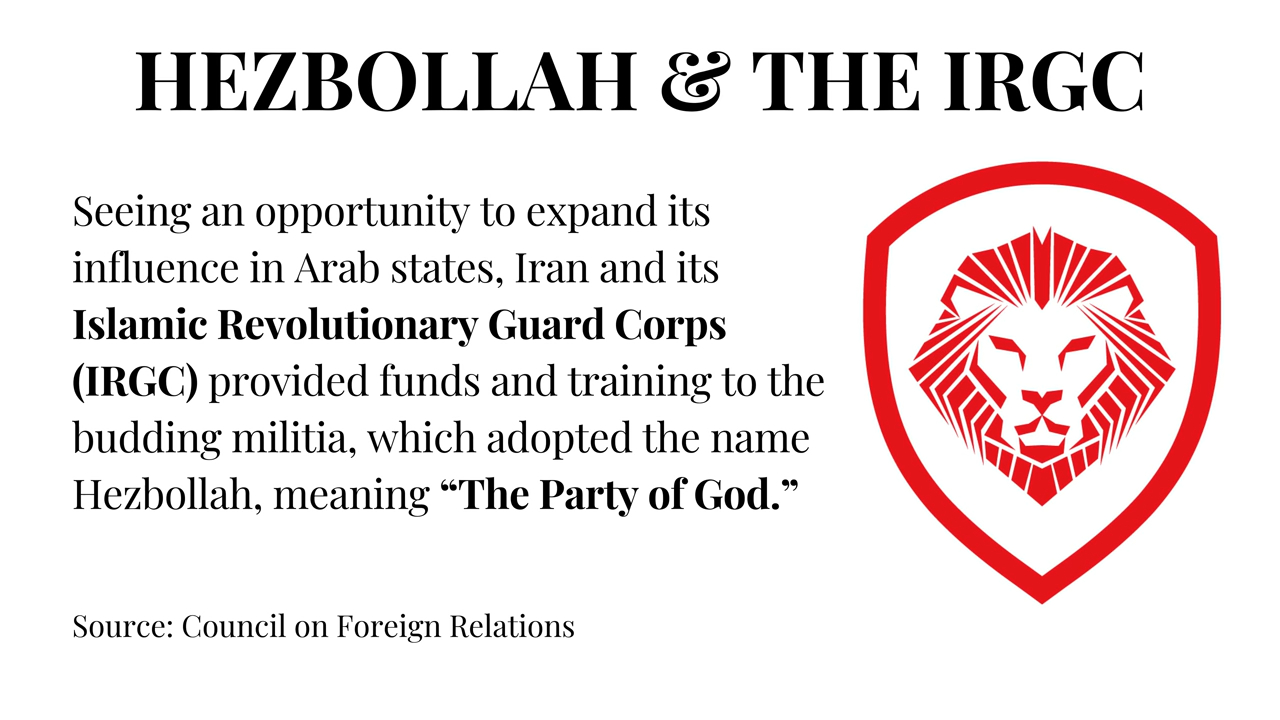 HEZBOLLAH & THE IRGC
Seeing an opportunity to expand its
influence in Arab states, Iran and its
Islamic Revolutionary Guard Corps
(IRGC) provided funds and training to the
budding militia, which adopted the name
Hezbollah, meaning “The Party of God.”
Source: Council on Foreign Relations